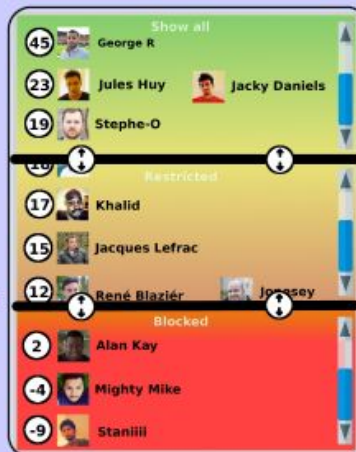 Show all
45 George R
23 Jules Huy Jacky Daniels
19 Stephe-O
Restricted
17 Khalid
15 Jacques Lefrac
12 René Blaziér Jonesey
Blocked
2 Alan Kay
-4 Mighty Mike
-9 Staniiii